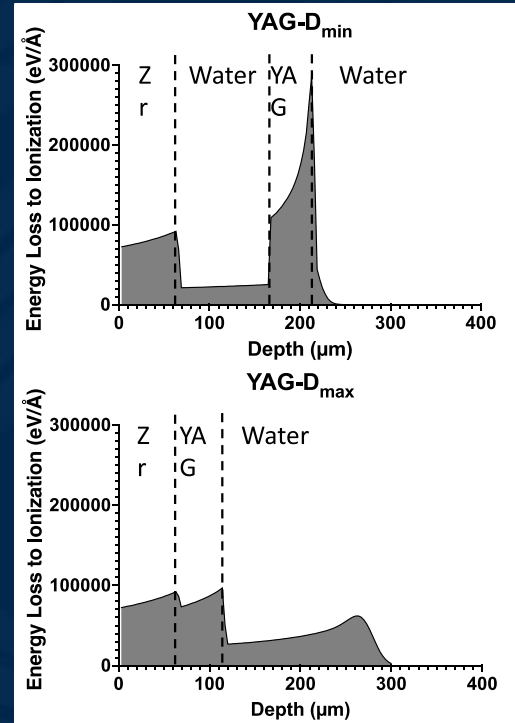 YAG-Dmin
Energy Loss to Ionization (eV/Å)
300000
200000
100000
0
Z
r
Water
YA
G
Water
0 100 200 300 400
Depth (µm)
YAG-Dmax
Energy Loss to Ionization (eV/Å)
300000
200000
100000
0
Z
r
YA
G
Water
0 100 200 300 400
Depth (µm)